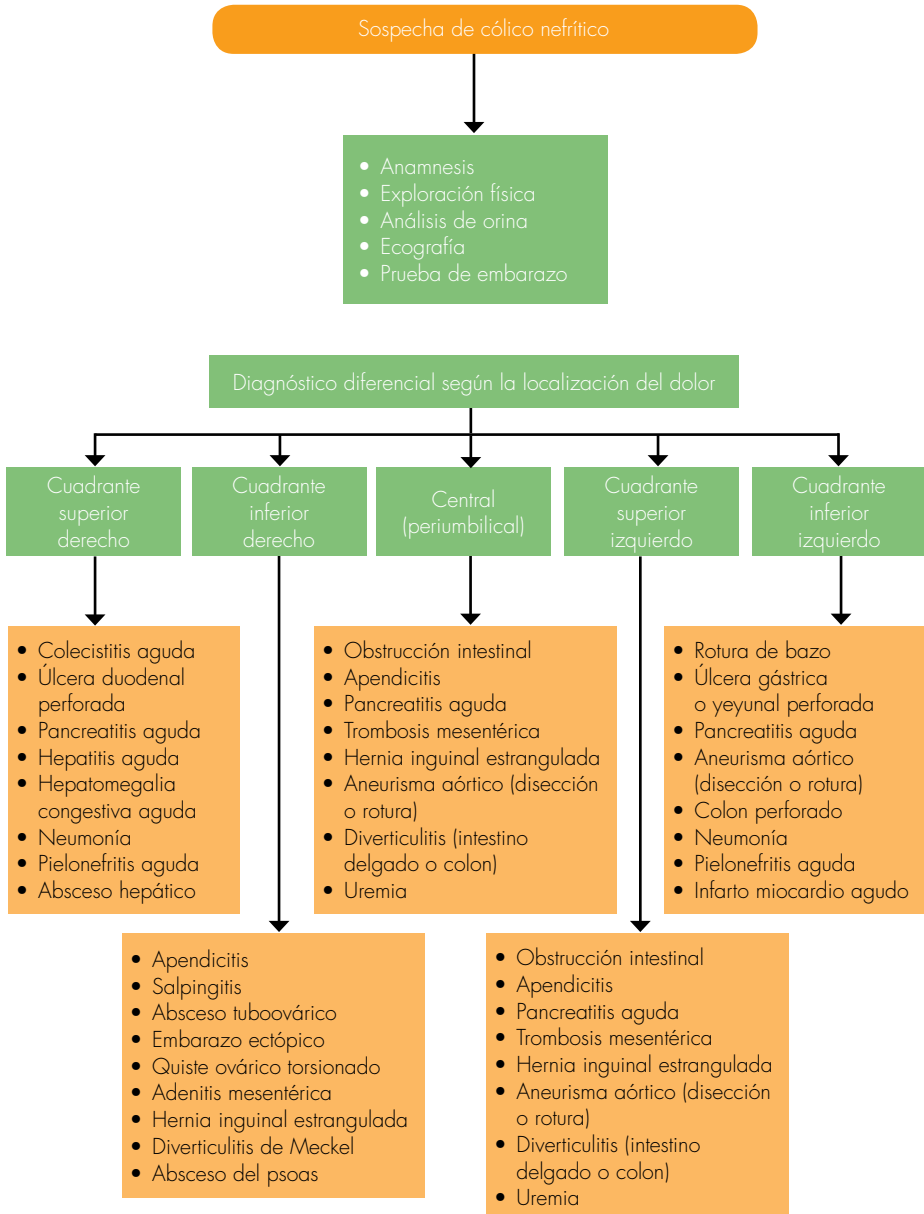 Sospecha de cólico nefrítico
• Anamnesis
• Exploración física
• Análisis de orina
• Ecografía
• Prueba de embarazo
Diagnóstico diferencial según la localización del dolor
Cuadrante
superior
derecho
Cuadrante
inferior
derecho
Central
(periumbilical)
Cuadrante
superior
izquierdo
Cuadrante
inferior
izquierdo
• Colecistitis aguda
• Úlcera duodenal
perforada
• Pancreatitis aguda
• Hepatitis aguda
• Hepatomegalia
congestiva aguda
• Neumonía
• Pielonefritis aguda
• Absceso hepático
• Obstrucción intestinal
• Apendicitis
• Pancreatitis aguda
• Trombosis mesentérica
• Hernia inguinal estrangulada
• Aneurisma aórtico (disección
o rotura)
• Diverticulitis (intestino
delgado o colon)
• Uremia
• Rotura de bazo
• Úlcera gástrica
o yeyunal perforada
• Pancreatitis aguda
• Aneurisma aórtico
(disección o rotura)
• Colon perforado
• Neumonía
• Pielonefritis aguda
• Infarto miocardio agudo
• Apendicitis
• Salpingitis
• Absceso tuboovárico
• Embarazo ectópico
• Quiste ovárico torsionado
• Adenitis mesentérica
• Hernia inguinal estrangulada
• Diverticulitis de Meckel
• Absceso del psoas
• Obstrucción intestinal
• Apendicitis
• Pancreatitis aguda
• Trombosis mesentérica
• Hernia inguinal estrangulada
• Aneurisma aórtico (disección
o rotura)
• Diverticulitis (intestino
delgado o colon)
• Uremia